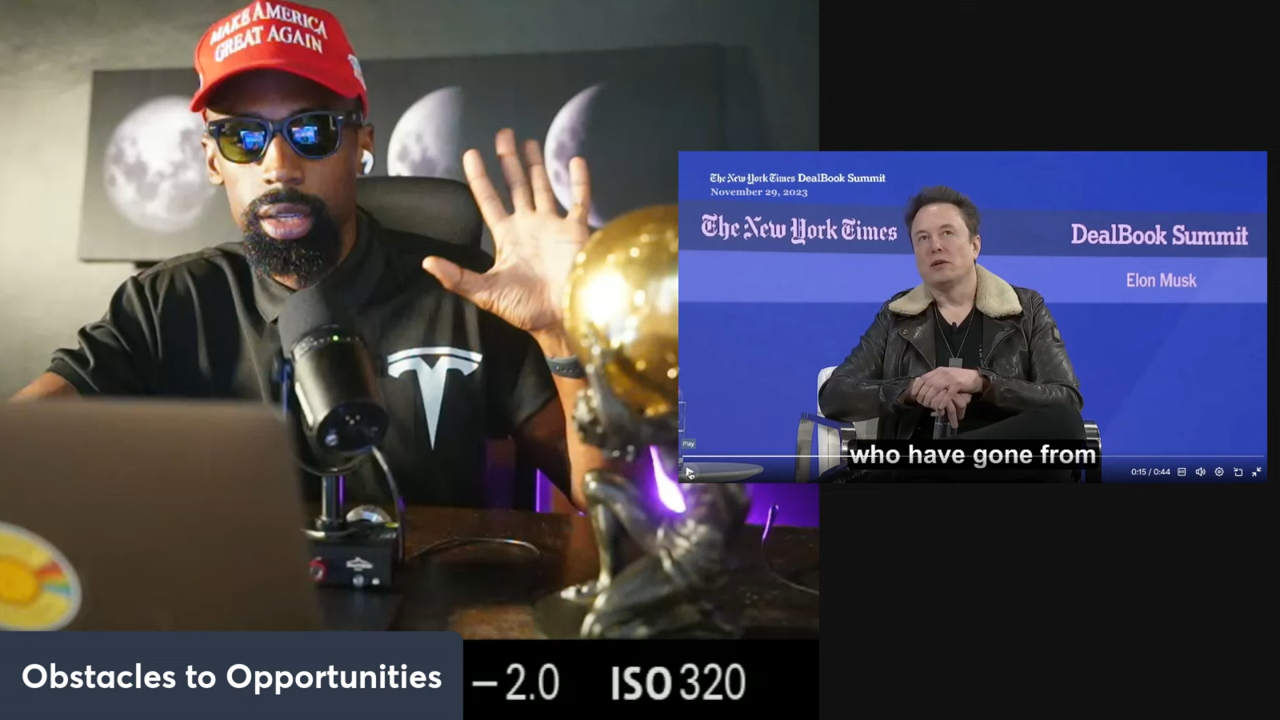 MAKE AMERICA
GREAT AGAIN
The New York Times DealBook Summit
November 29, 2023
The New York Times
DealBook Summit
Elon Musk
Play
who have gone from
0:15 / 0:44
Obstacles to Opportunities
– 2.0 ISO 320